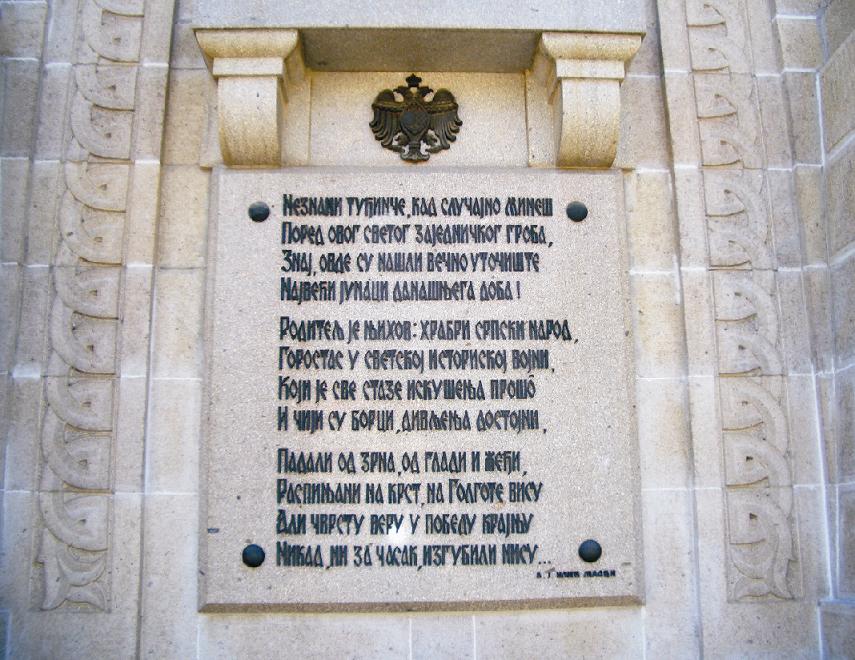 Незнани туђинче, кад случајно минеш
Поред овог светог заједничког гроба,
Знај, овде су нашли вечно уточиште
Највећи јунаци данашњега доба!
Родитељ је њихов: храбри српски народ,
Горостас у светској историској војни,
Који је све стазе искушења прошо̄
И чији су борци, дивљења достојни,
Падали од зрна, од глади и жеђи,
Распињани на крст, на Голготе вису
Али чврсту веру у победу крајњу
Никад, ни за часак, изгубили нису...
В. Ј. Илић Млађи